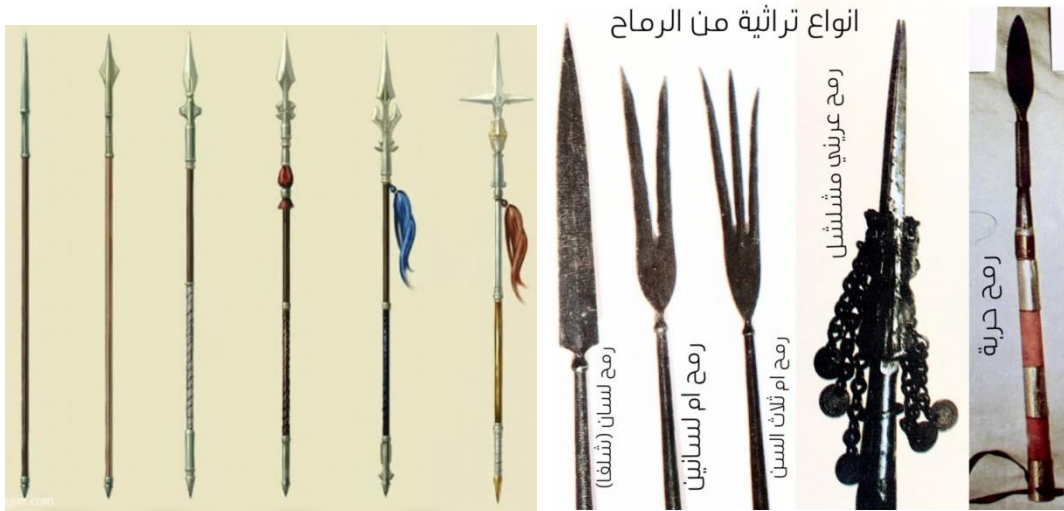 انواع تراثية من الرماح
رمح لسان (شلفا)
رمح ام لسانين
رمح ام ثلاث السن
رمح عريني مشلشل
رمح حربة